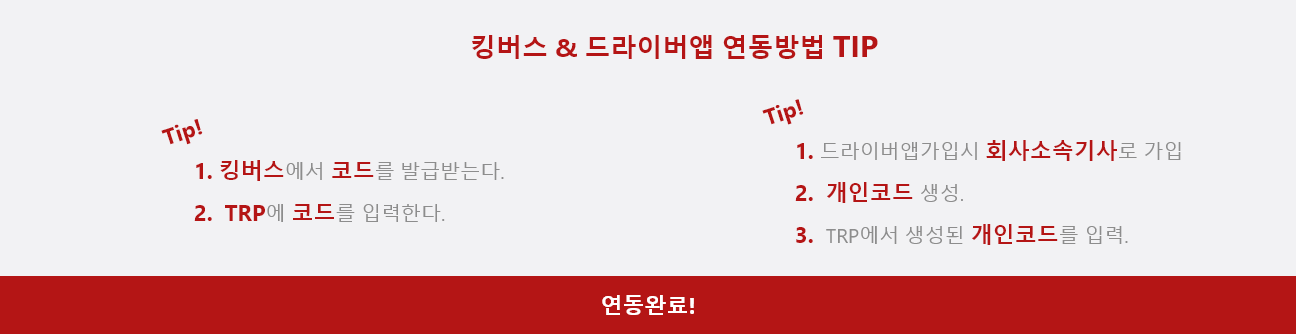 킹버스 & 드라이버앱 연동방법 TIP
Tip!
1. 킹버스에서 코드를 발급받는다.
2. TRP에 코드를 입력한다.
Tip!
1. 드라이버앱가입시 회사소속기사로 가입
2. 개인코드 생성.
3. TRP에서 생성된 개인코드를 입력.
연동완료!